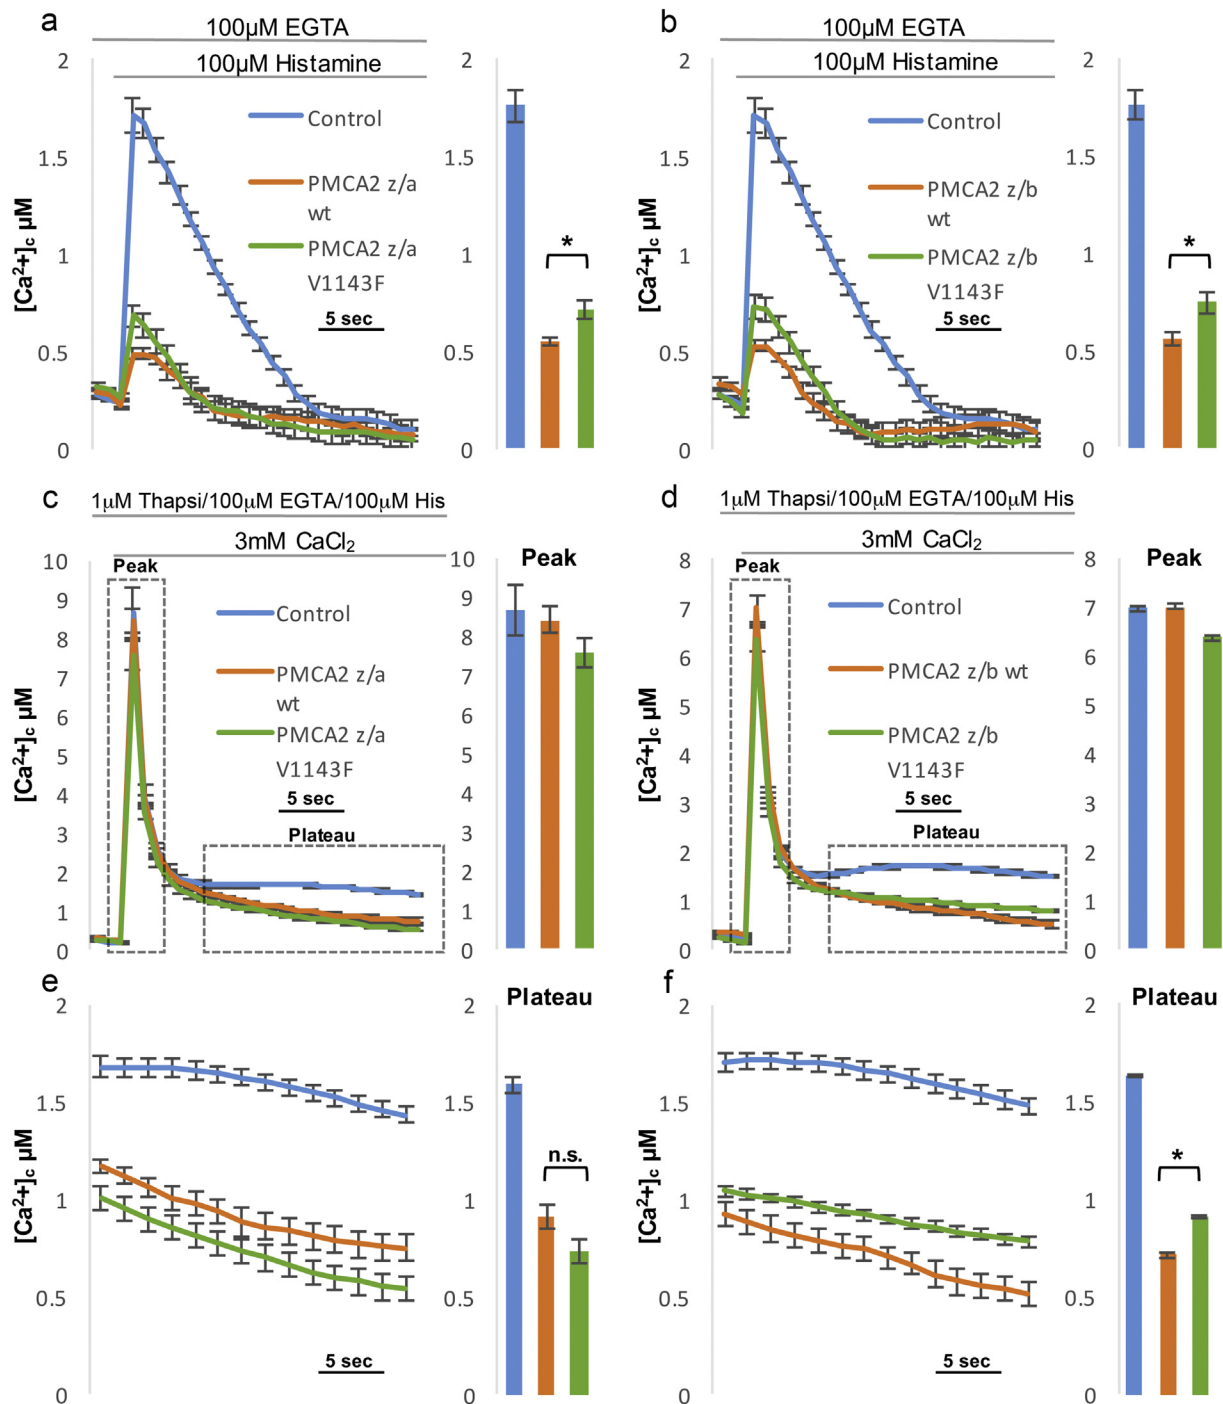 a
100μM EGTA
100μM Histamine
2
1.5
1
0.5
0
[Ca²⁺]c μM
Control
PMCA2 z/a
wt
PMCA2 z/a
V1143F
5 sec
2
1.5
1
0.5
0
*
b
100μM EGTA
100μM Histamine
2
1.5
1
0.5
0
[Ca²⁺]c μM
Control
PMCA2 z/b
wt
PMCA2 z/b
V1143F
5 sec
2
1.5
1
0.5
0
*
c
1μM Thapsi/100μM EGTA/100μM His
3mM CaCl₂
10
9
8
7
6
5
4
3
2
1
0
[Ca²⁺]c μM
Peak
Control
PMCA2 z/a
wt
PMCA2 z/a
V1143F
5 sec
Plateau
Peak
10
9
8
7
6
5
4
3
2
1
0
d
1μM Thapsi/100μM EGTA/100μM His
3mM CaCl₂
8
7
6
5
4
3
2
1
0
[Ca²⁺]c μM
Peak
Control
PMCA2 z/b wt
PMCA2 z/b
V1143F
5 sec
Plateau
Peak
8
7
6
5
4
3
2
1
0
e
2
1.5
1
0.5
0
[Ca²⁺]c μM
5 sec
Plateau
2
1.5
1
0.5
0
n.s.
f
2
1.5
1
0.5
0
[Ca²⁺]c μM
5 sec
Plateau
2
1.5
1
0.5
0
*